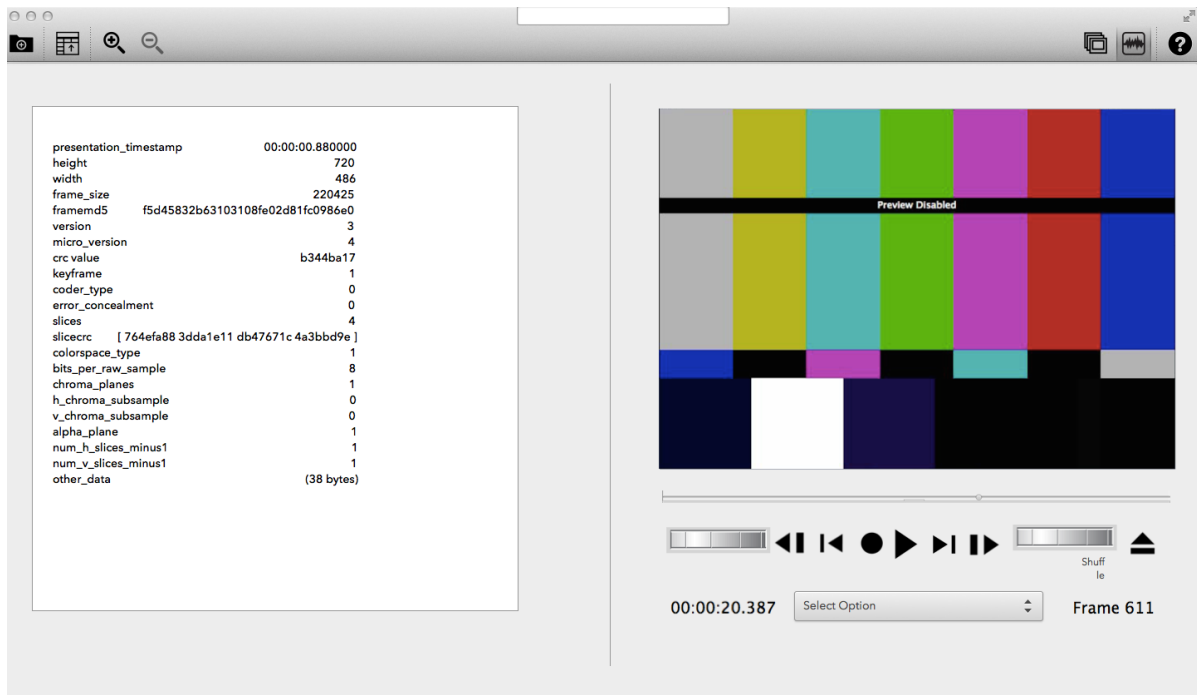 presentation_timestamp 00:00:00.880000
height 720
width 486
frame_size 220425
framemd5 f5d45832b63103108fe02d81fc0986e0
version 3
micro_version 4
crc value b344ba17
keyframe 1
coder_type 0
error_concealment 0
slices 4
slicecrc [ 764efa88 3dda1e11 db47671c 4a3bbd9e ]
colorspace_type 1
bits_per_raw_sample 8
chroma_planes 1
h_chroma_subsample 0
v_chroma_subsample 0
alpha_plane 1
num_h_slices_minus1 1
num_v_slices_minus1 1
other_data (38 bytes)
Preview Disabled
Shuff
le
00:00:20.387
Select Option
Frame 611